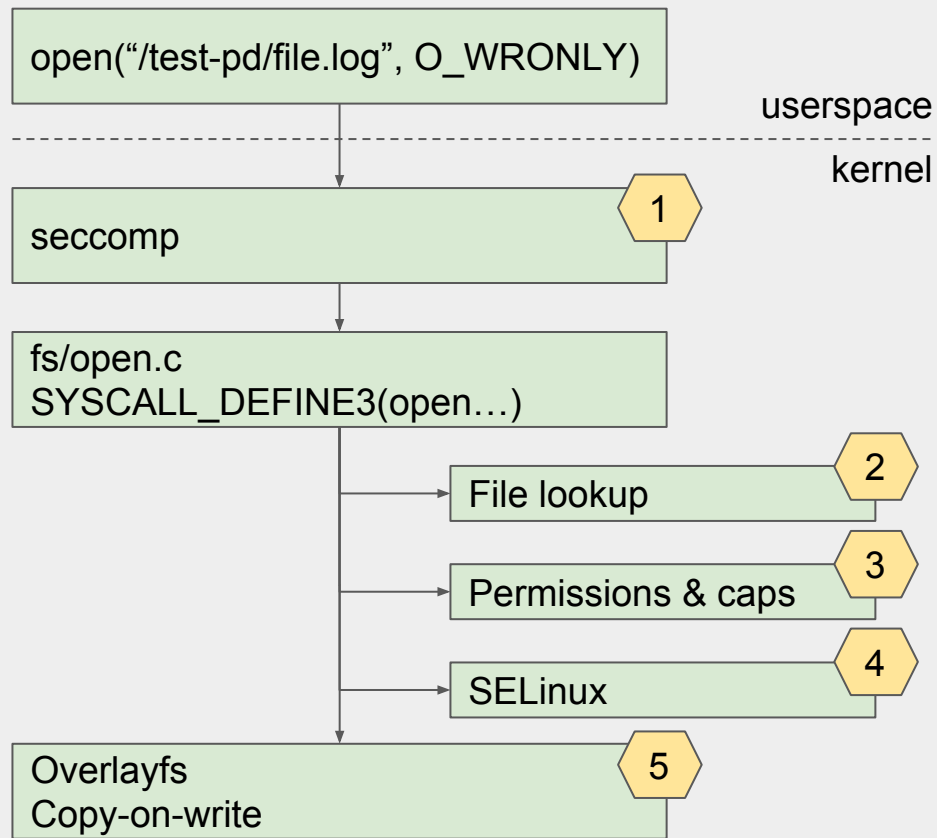 open(“/test-pd/file.log”, O_WRONLY)
userspace
kernel
1
seccomp
fs/open.c
SYSCALL_DEFINE3(open…)
2
File lookup
3
Permissions & caps
4
SELinux
5
Overlayfs
Copy-on-write